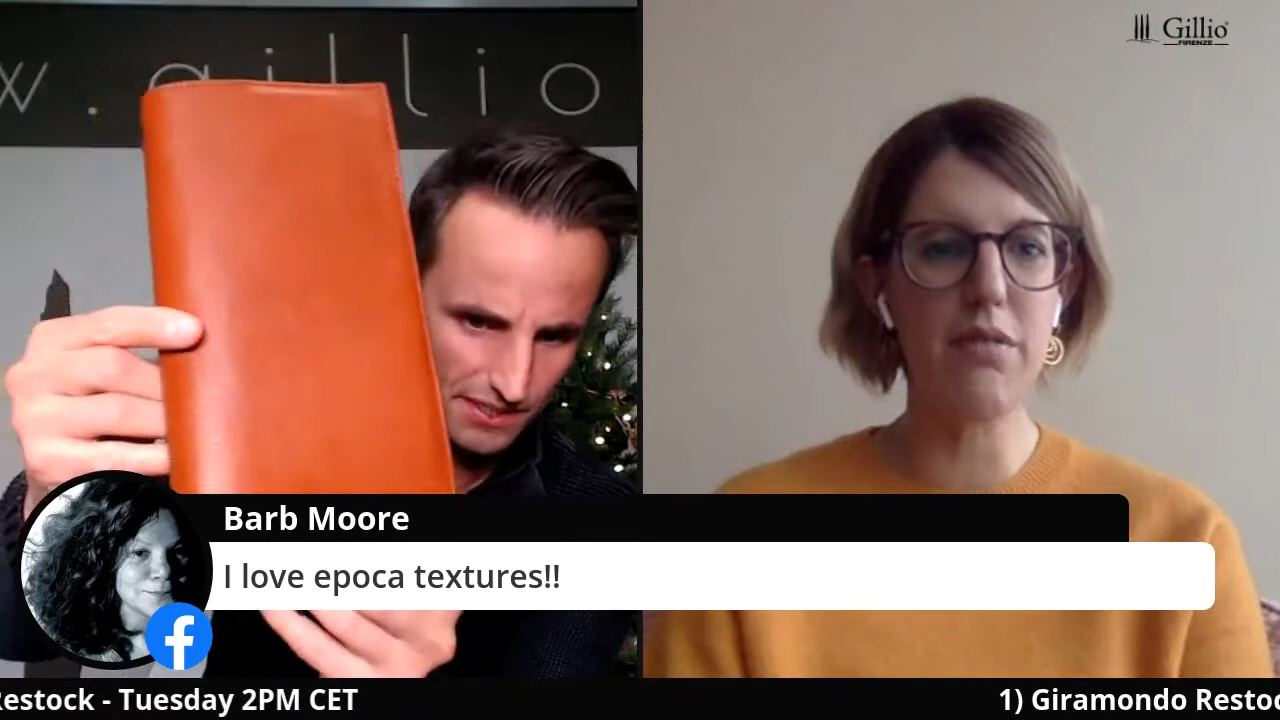 w.gillio
Gillio
FIRENZE
Barb Moore
I love epoca textures!!
Restock - Tuesday 2PM CET
1) Giramondo Restoc